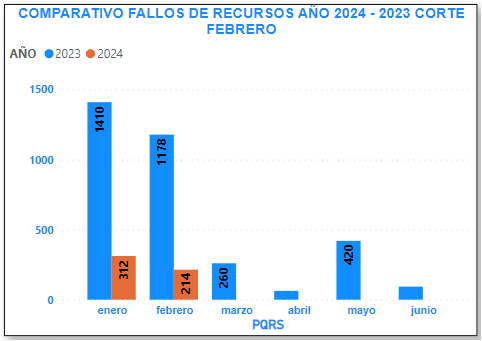 COMPARATIVO FALLOS DE RECURSOS AÑO 2024 - 2023 CORTE
FEBRERO
AÑO 2023 2024
1500
1000
500
0
1410
312
1178
214
260
420
enero febrero marzo abril mayo junio
PQRS